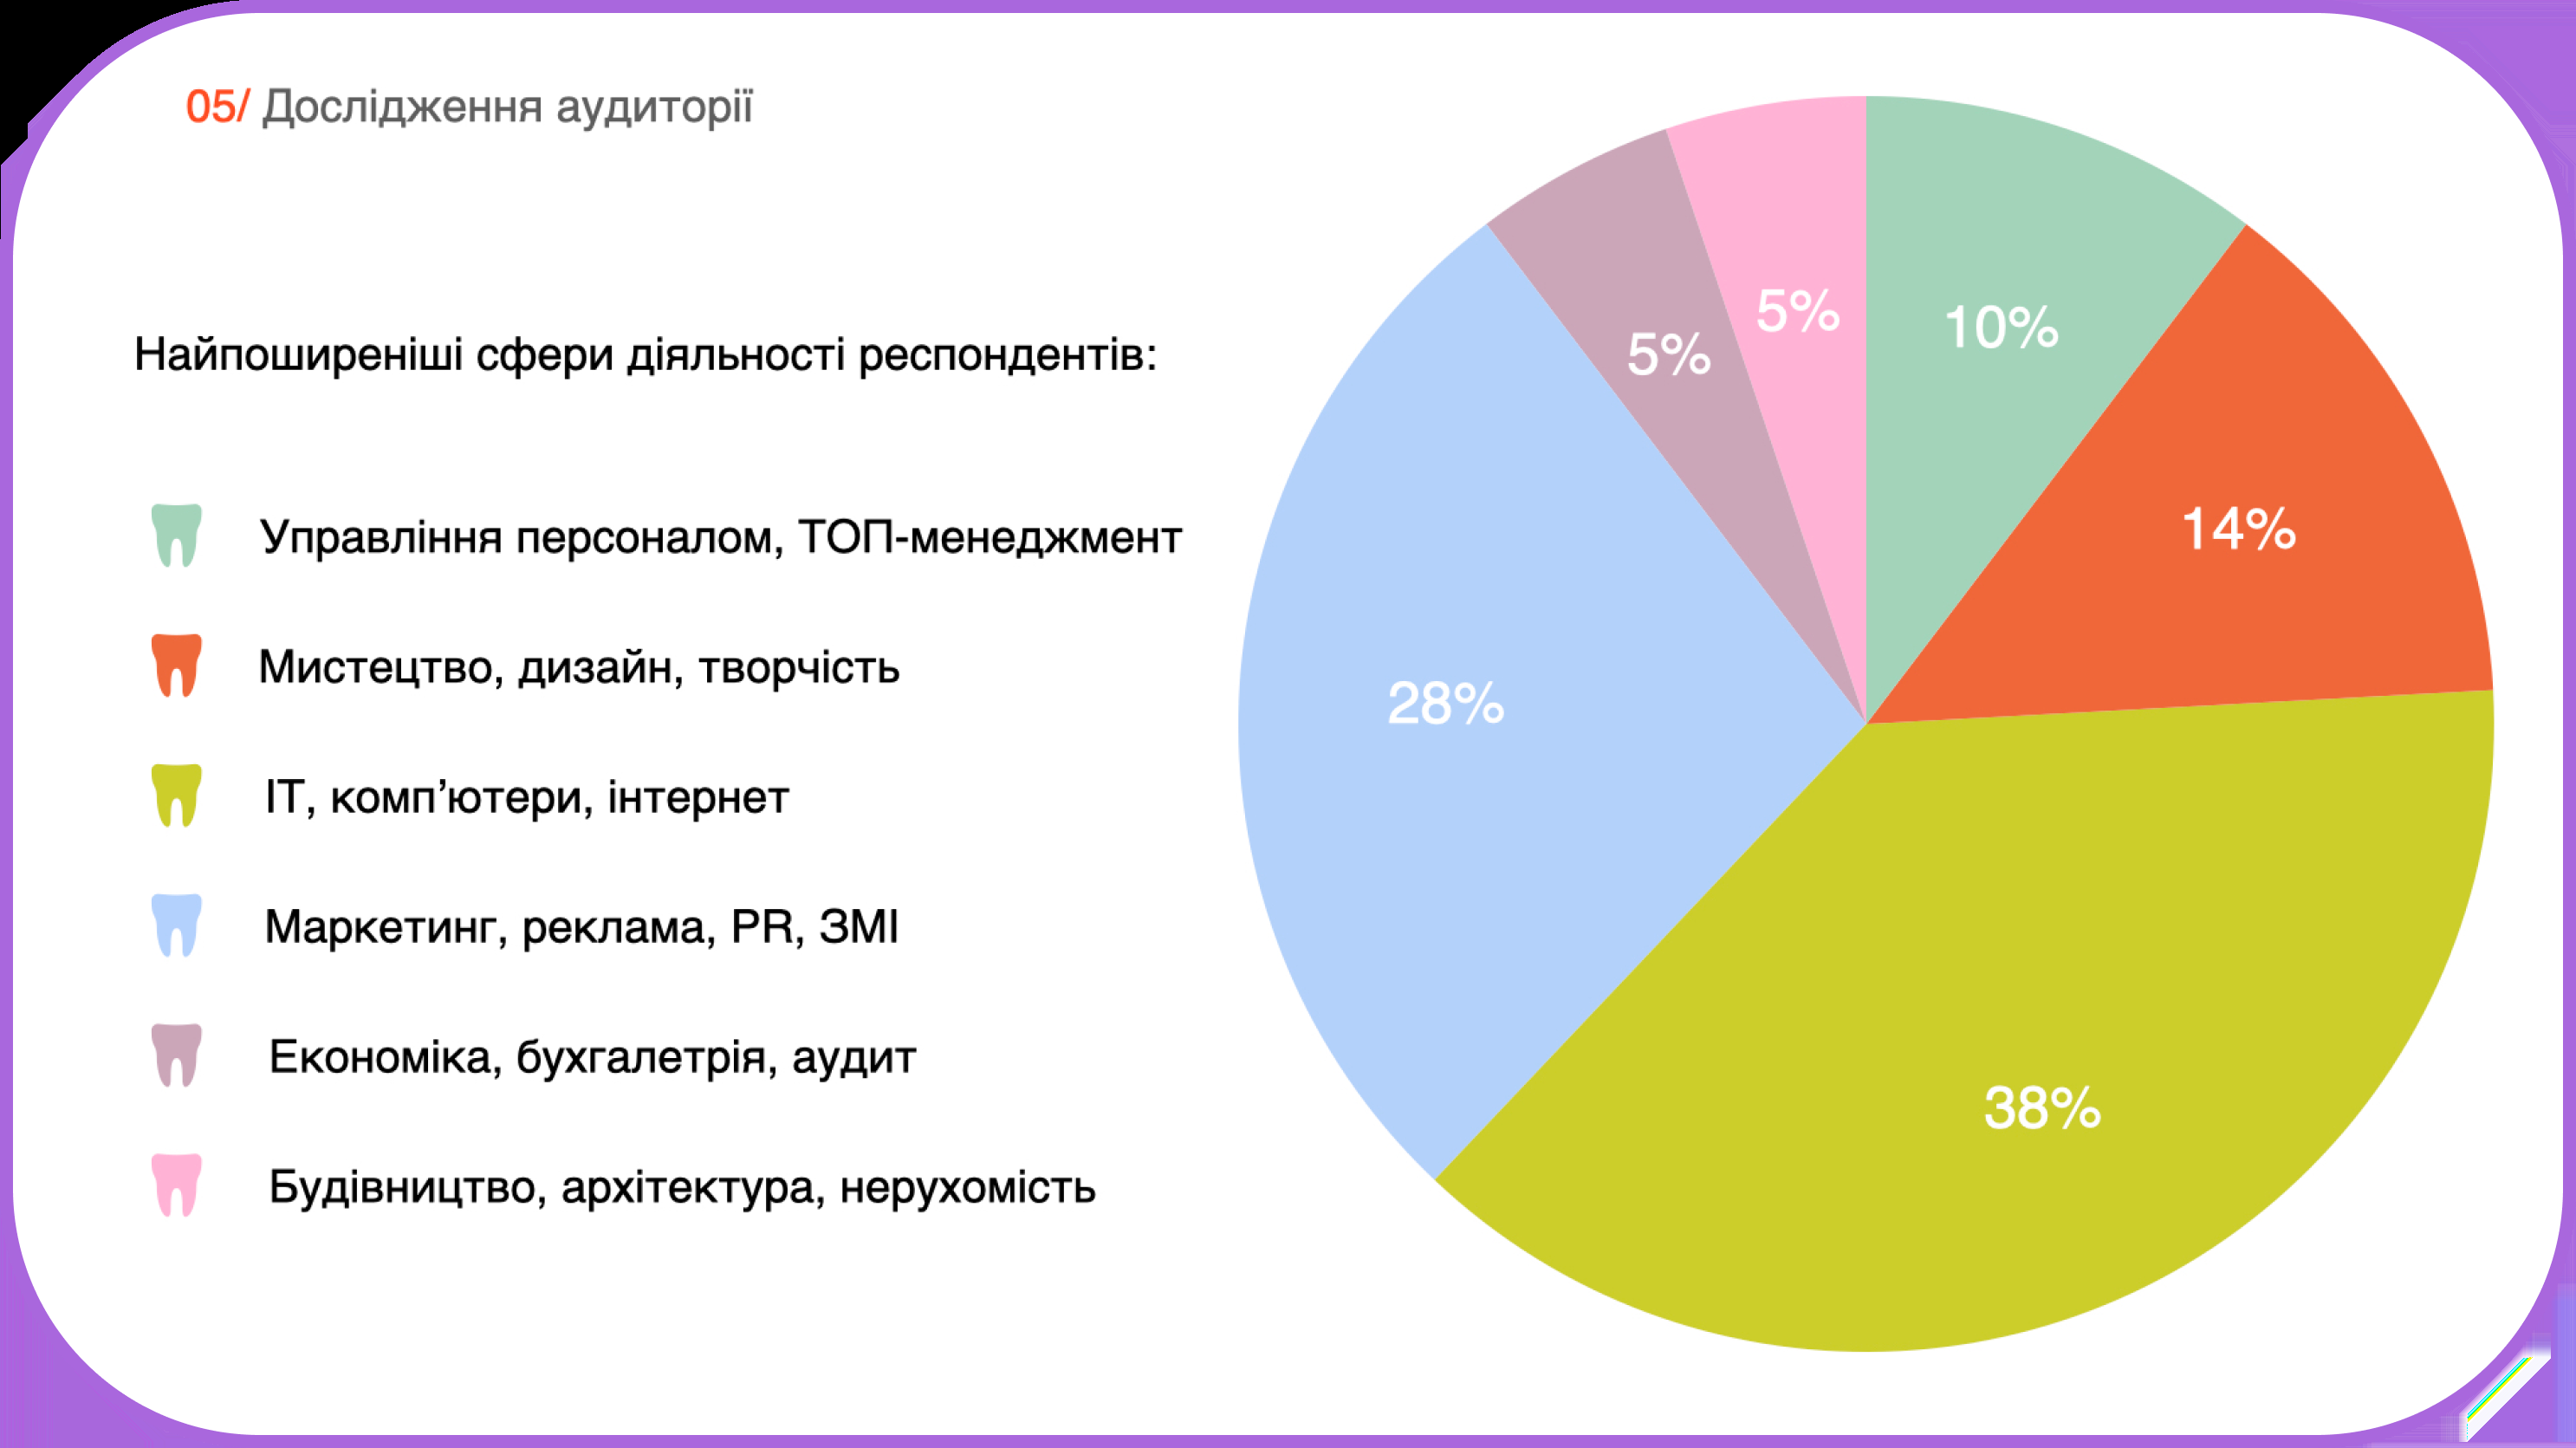 05/ Дослідження аудиторії
Найпоширеніші сфери діяльності респондентів:
Управління персоналом, ТОП-менеджмент
Мистецтво, дизайн, творчість
ІТ, комп’ютери, інтернет
Маркетинг, реклама, PR, ЗМІ
Економіка, бухгалетрія, аудит
Будівництво, архітектура, нерухомість
5%
10%
5%
14%
28%
38%